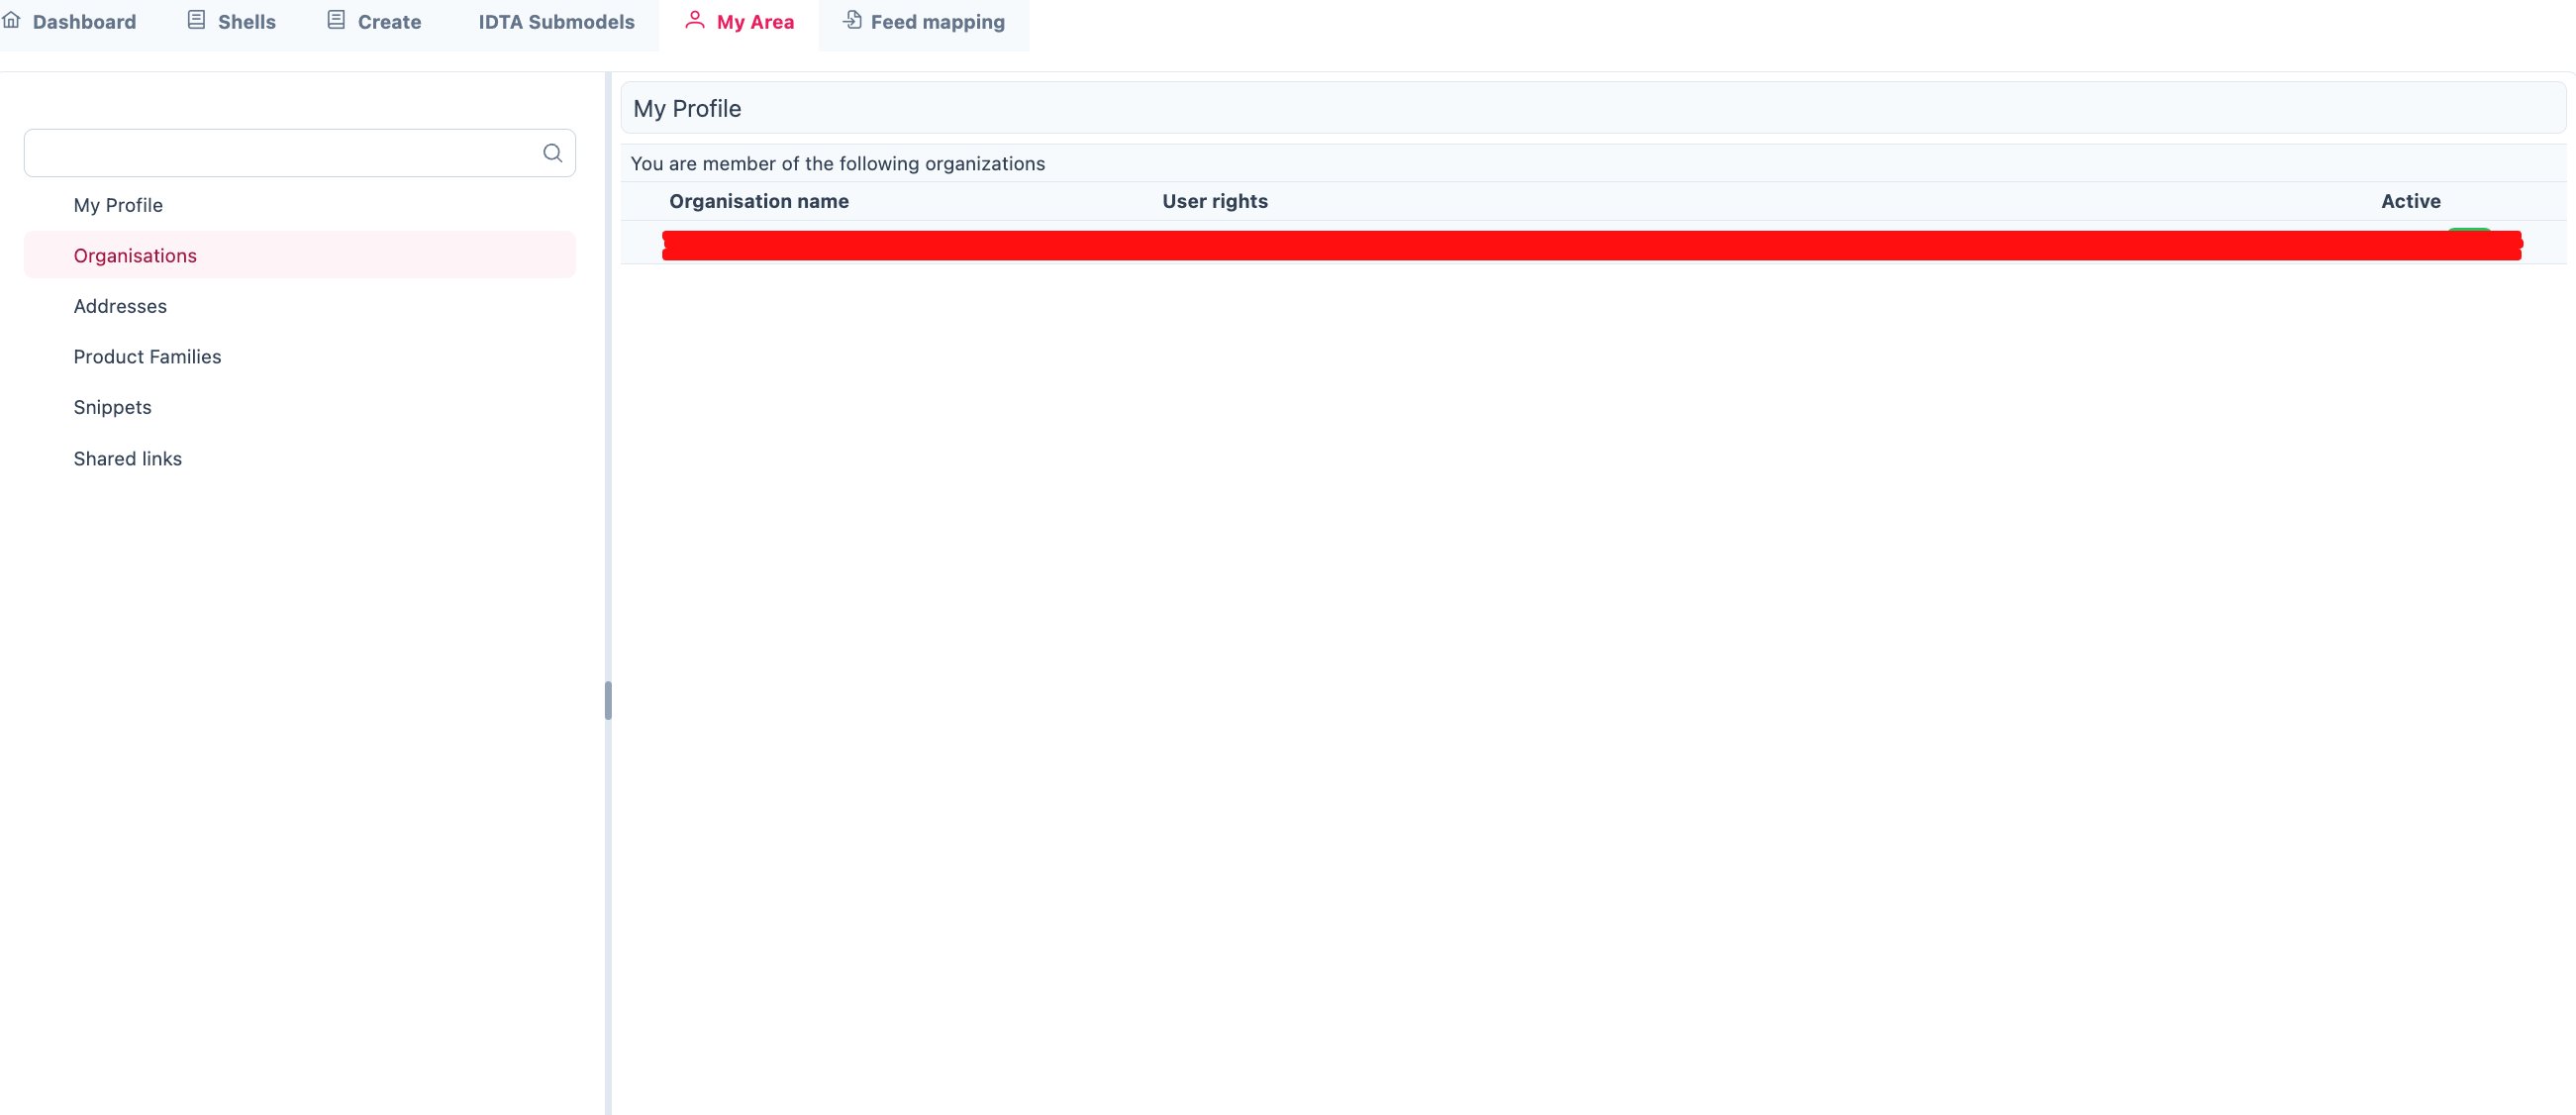 Dashboard Shells Create IDTA Submodels My Area Feed mapping
My Profile
Organisations
Addresses
Product Families
Snippets
Shared links
My Profile
You are member of the following organizations
Organisation name User rights Active